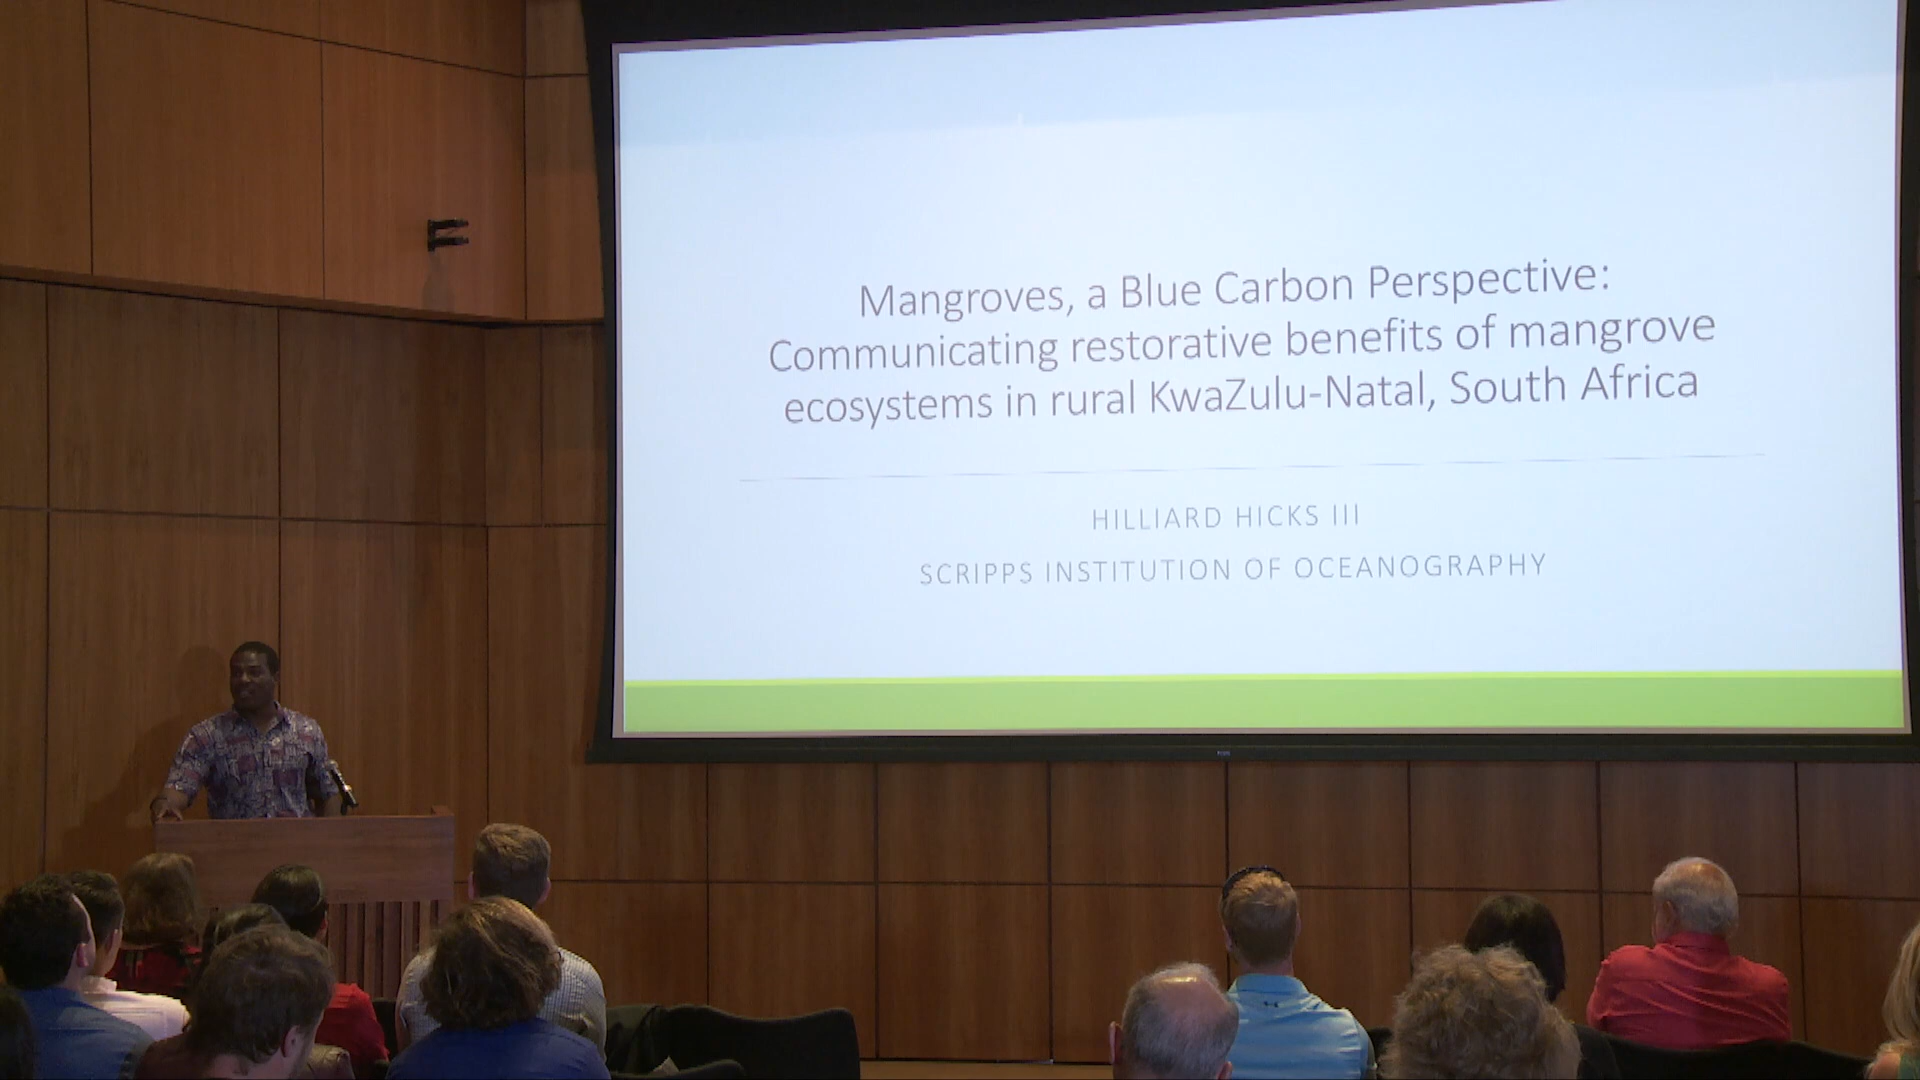 Mangroves, a Blue Carbon Perspective:
Communicating restorative benefits of mangrove
ecosystems in rural KwaZulu-Natal, South Africa
HILLIARD HICKS III
SCRIPPS INSTITUTION OF OCEANOGRAPHY